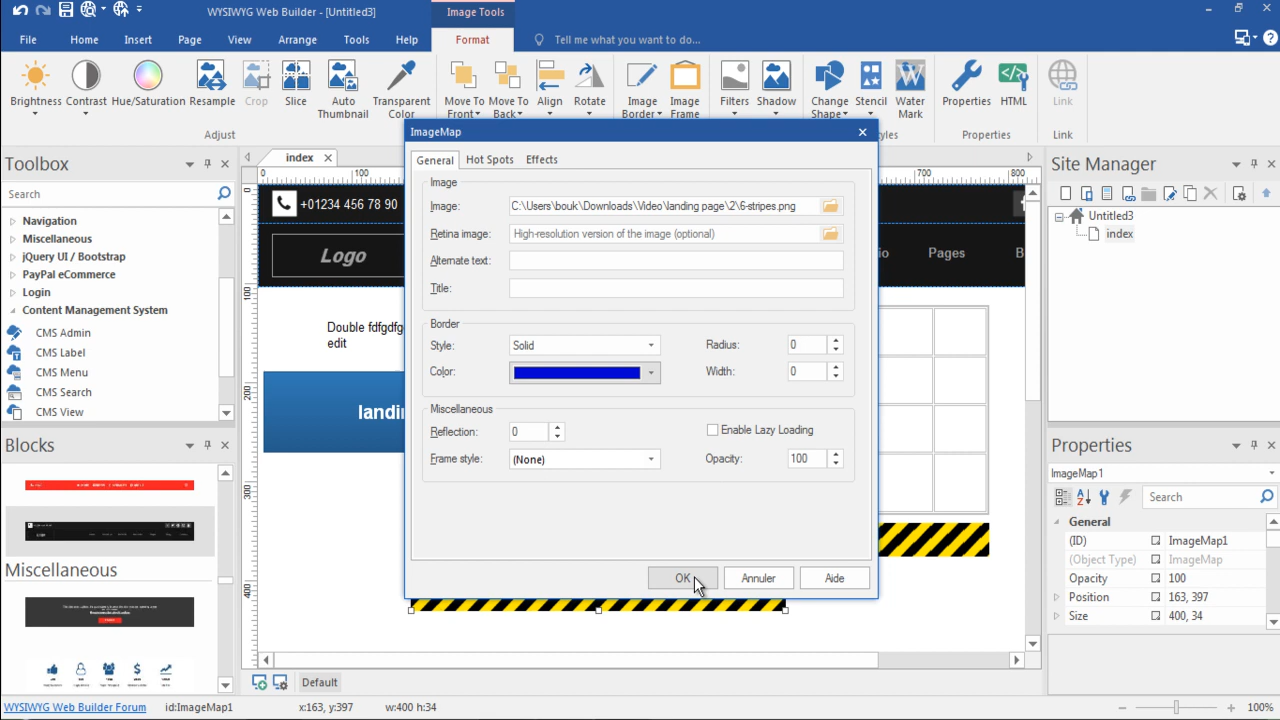 WYSIWYG Web Builder - [Untitled3]
Image Tools
File
Home
Insert
Page
View
Arrange
Tools
Help
Format
Tell me what you want to do...
Brightness
Contrast
Hue/Saturation
Resample
Crop
Slice
Auto
Thumbnail
Transparent
Color
Move To
Front
Move To
Back
Align
Rotate
Image
Border
Image
Frame
Filters
Shadow
Change
Shape
Stencil
Water
Mark
Properties
HTML
Link
Adjust
Properties
Link
Toolbox
Search
Navigation
Miscellaneous
jQuery UI / Bootstrap
PayPal eCommerce
Login
Content Management System
CMS Admin
CMS Label
CMS Menu
CMS Search
CMS View
Blocks
Miscellaneous
index
0
100
700
800
0
100
200
300
400
+01234 456 78 90
Logo
Pages
Double fdfgdfg
edit
landin
ImageMap
General
Hot Spots
Effects
Image
Image:
C:\Users\bouk\Downloads\Video\landing page\2\6-stripes.png
Retina image:
High-resolution version of the image (optional)
Alternate text:
Title:
Border
Style:
Solid
Radius:
0
Color:
Width:
0
Miscellaneous
Reflection:
0
Enable Lazy Loading
Frame style:
(None)
Opacity:
100
OK
Annuler
Aide
Site Manager
Untitled3
index
Properties
ImageMap1
Search
General
(ID)
ImageMap1
(Object Type)
ImageMap
Opacity
100
Position
163, 397
Size
400, 34
Default
WYSIWYG Web Builder Forum
id:ImageMap1
x:163, y:397
w:400 h:34
100%